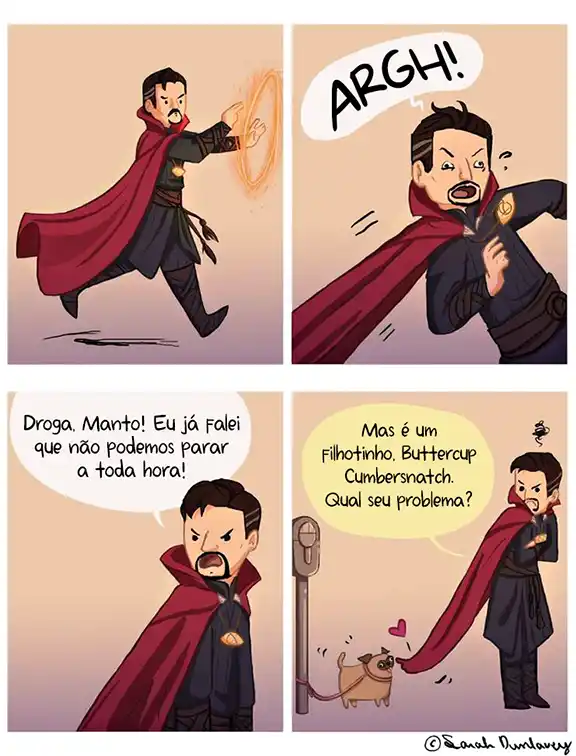 ARGH!
Droga, Manto! Eu já falei
que não podemos parar
a toda hora!
Mas é um
filhotinho, Buttercup
Cumbersnatch.
Qual seu problema?
©Sarah Dunlavey